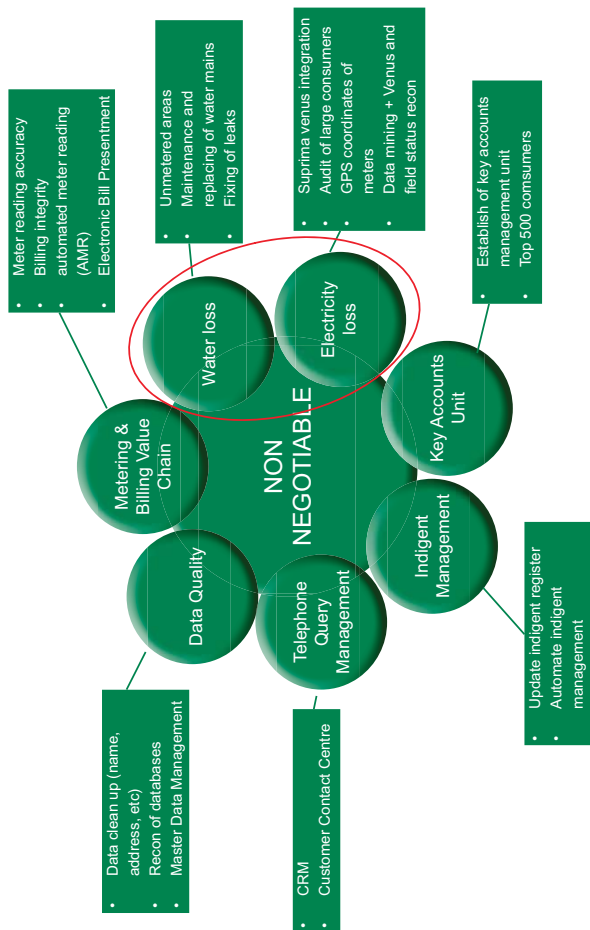 • Meter reading accuracy
• Billing integrity
• automated meter reading
(AMR)
• Electronic Bill Presentment
• Unmetered areas
• Maintenance and
replacing of water mains
• Fixing of leaks
• Suprima venus integration
• Audit of large consumers
• GPS coordinates of
meters
• Data mining + Venus and
field status recon
• Establish of key accounts
management unit
• Top 500 comsumers
• Update indigent register
• Automate indigent
management
• CRM
• Customer Contact Centre
• Data clean up (name,
address, etc)
• Recon of databases
• Master Data Management
Metering &
Billing Value
Chain
Water loss
Electricity
loss
Key Accounts
Unit
Indigent
Management
Telephone
Query
Management
Data Quality
NON
NEGOTIABLE